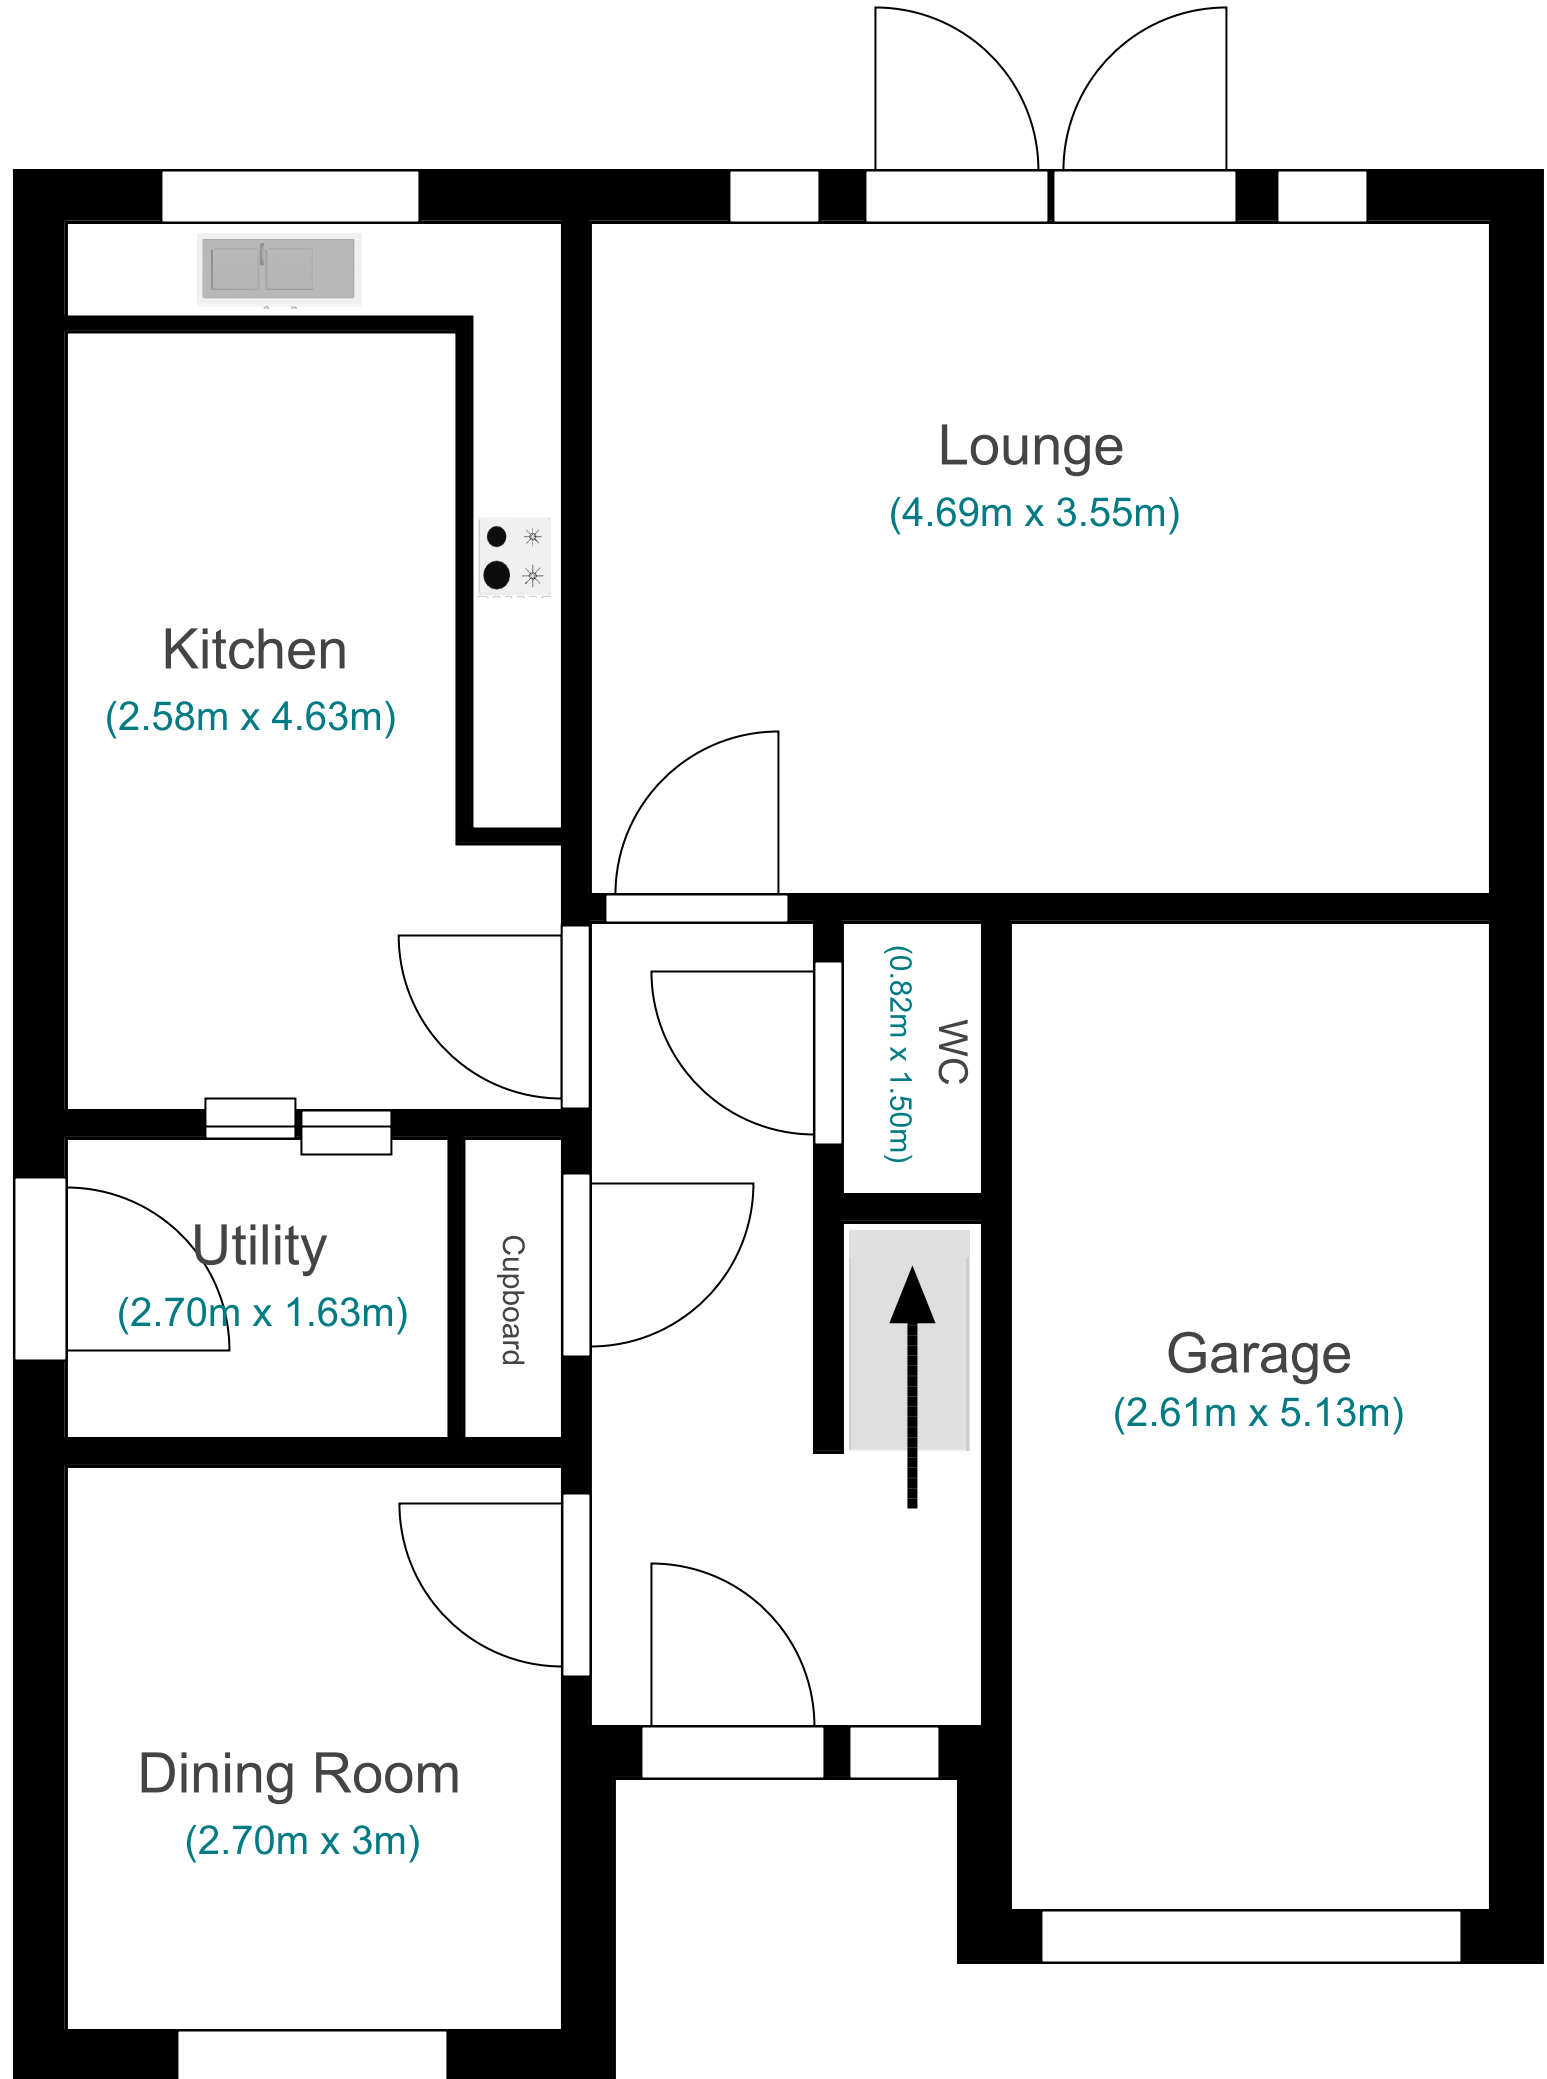 Lounge
(4.69m x 3.55m)
Kitchen
(2.58m x 4.63m)
WC
(0.82m x 1.50m)
Utility
(2.70m x 1.63m)
Cupboard
Garage
(2.61m x 5.13m)
Dining Room
(2.70m x 3m)